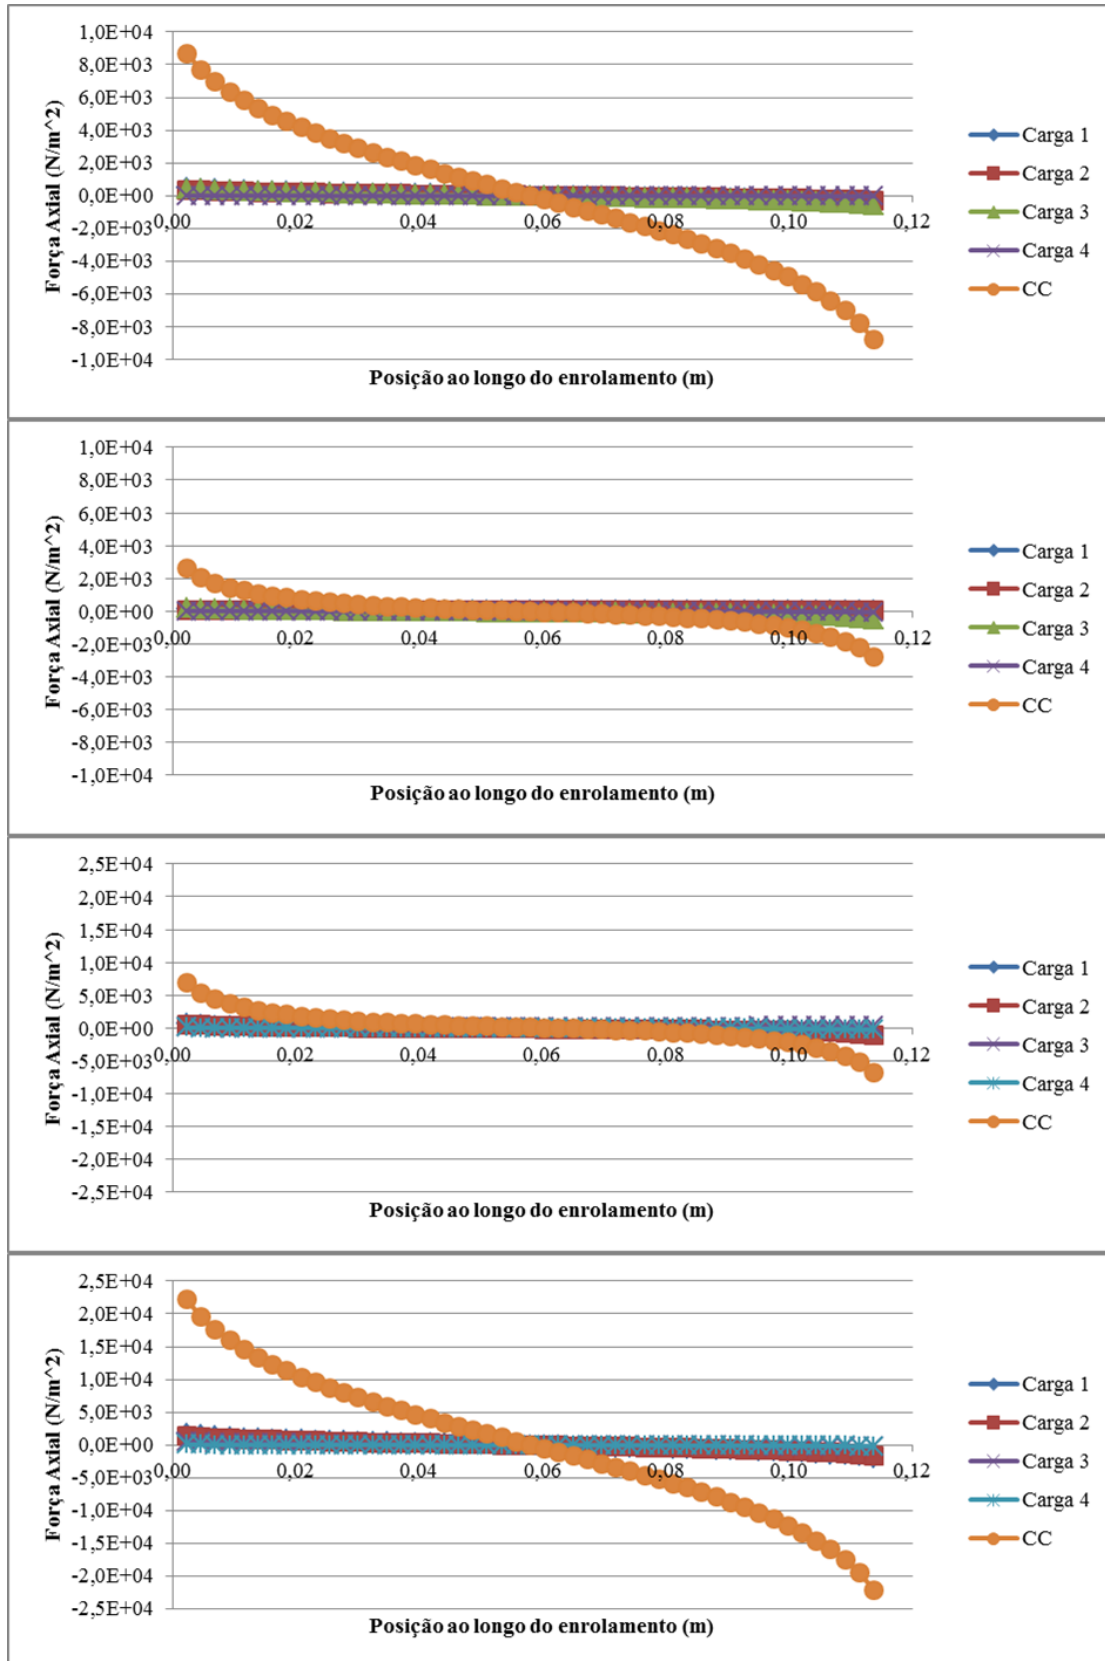 1,0E+04
8,0E+03
6,0E+03
4,0E+03
2,0E+03
0,0E+00
-2,0E+03
-4,0E+03
-6,0E+03
-8,0E+03
-1,0E+04
Força Axial (N/m^2)
0,00 0,02 0,04 0,06 0,08 0,10 0,12
Posição ao longo do enrolamento (m)
Carga 1
Carga 2
Carga 3
Carga 4
CC
1,0E+04
8,0E+03
6,0E+03
4,0E+03
2,0E+03
0,0E+00
-2,0E+03
-4,0E+03
-6,0E+03
-8,0E+03
-1,0E+04
Força Axial (N/m^2)
0,00 0,02 0,04 0,06 0,08 0,10 0,12
Posição ao longo do enrolamento (m)
Carga 1
Carga 2
Carga 3
Carga 4
CC
2,5E+04
2,0E+04
1,5E+04
1,0E+04
5,0E+03
0,0E+00
-5,0E+03
-1,0E+04
-1,5E+04
-2,0E+04
-2,5E+04
Força Axial (N/m^2)
0,00 0,02 0,04 0,06 0,08 0,10 0,12
Posição ao longo do enrolamento (m)
Carga 1
Carga 2
Carga 3
Carga 4
CC
2,5E+04
2,0E+04
1,5E+04
1,0E+04
5,0E+03
0,0E+00
-5,0E+03
-1,0E+04
-1,5E+04
-2,0E+04
-2,5E+04
Força Axial (N/m^2)
0,00 0,02 0,04 0,06 0,08 0,10 0,12
Posição ao longo do enrolamento (m)
Carga 1
Carga 2
Carga 3
Carga 4
CC